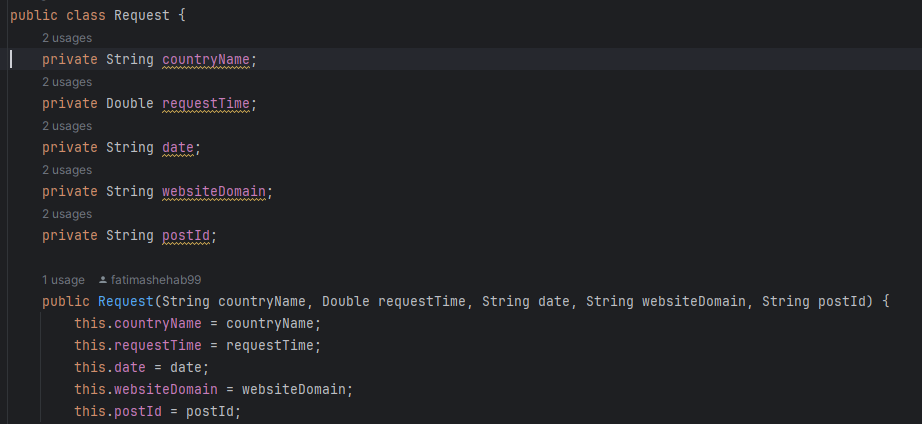 public class Request {
2 usages
private String countryName;
2 usages
private Double requestTime;
2 usages
private String date;
2 usages
private String websiteDomain;
2 usages
private String postId;
1 usage fatimashehab99
public Request(String countryName, Double requestTime, String date, String websiteDomain, String postId) {
this.countryName = countryName;
this.requestTime = requestTime;
this.date = date;
this.websiteDomain = websiteDomain;
this.postId = postId;